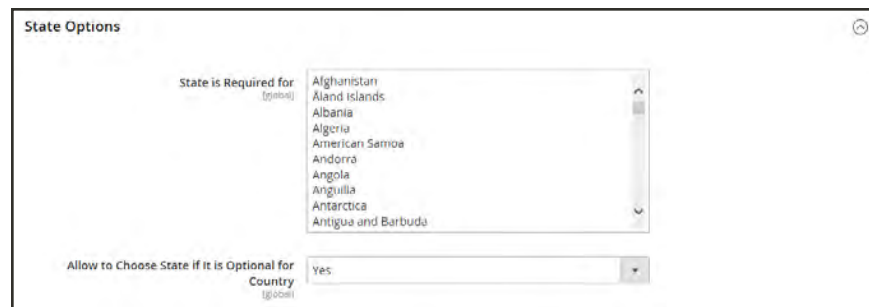 State Options
State is Required for
[global]
Afghanistan
Åland Islands
Albania
Algeria
American Samoa
Andorra
Angola
Anguilla
Antarctica
Antigua and Barbuda
Allow to Choose State if It is Optional for
Country
[global]
Yes